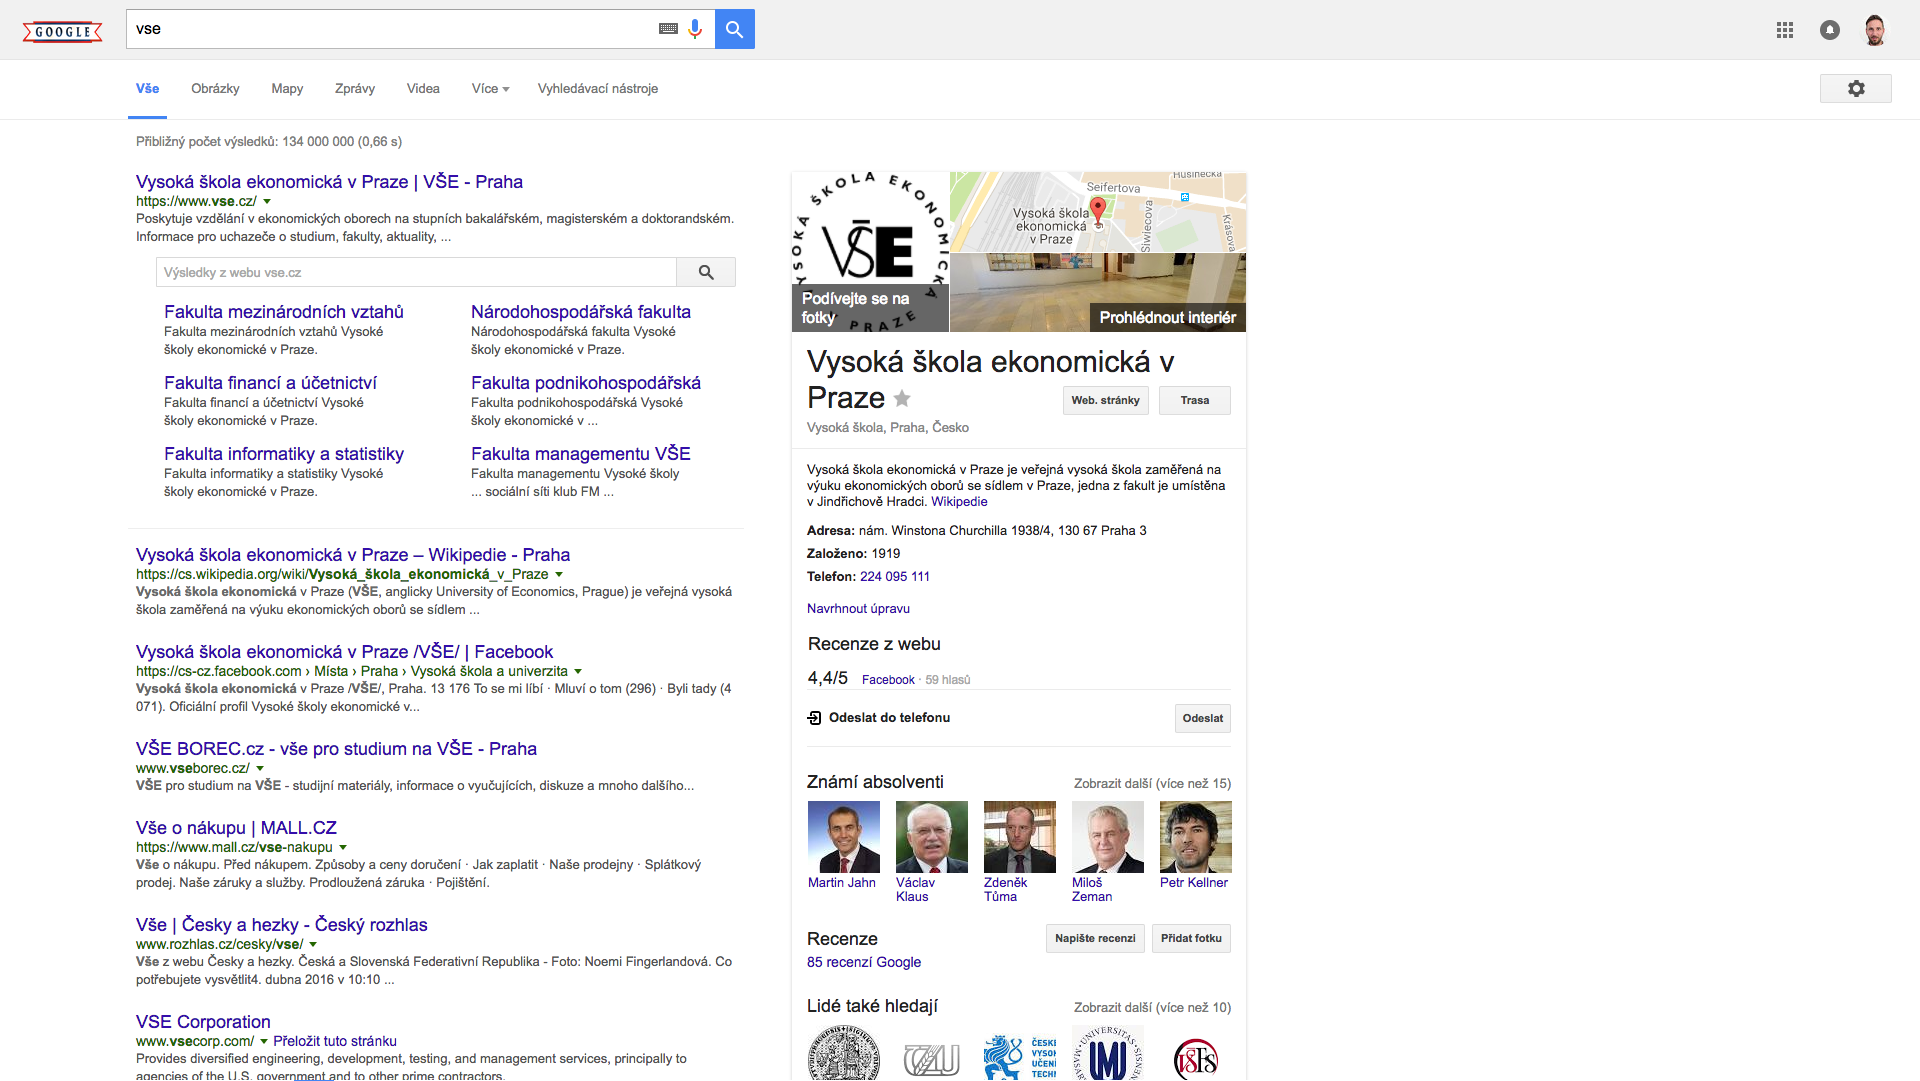 GOOGLE
vse
Vše
Obrázky
Mapy
Zprávy
Videa
Více
Vyhledávací nástroje
Přibližný počet výsledků: 134 000 000 (0,66 s)
Vysoká škola ekonomická v Praze | VŠE - Praha
https://www.vse.cz/
Poskytuje vzdělání v ekonomických oborech na stupních bakalářském, magisterském a doktorandském.
Informace pro uchazeče o studium, fakulty, aktuality, ...
Výsledky z webu vse.cz
Fakulta mezinárodních vztahů
Fakulta mezinárodních vztahů Vysoké
školy ekonomické v Praze.
Národohospodářská fakulta
Národohospodářská fakulta Vysoké
školy ekonomické v Praze.
Fakulta financí a účetnictví
Fakulta financí a účetnictví Vysoké
školy ekonomické v Praze.
Fakulta podnikohospodářská
Fakulta podnikohospodářská Vysoké
školy ekonomické v ...
Fakulta informatiky a statistiky
Fakulta informatiky a statistiky Vysoké
školy ekonomické v Praze.
Fakulta managementu VŠE
Fakulta managementu Vysoké školy
... sociální síti klub FM ...
Vysoká škola ekonomická v Praze – Wikipedie - Praha
https://cs.wikipedia.org/wiki/Vysoká_škola_ekonomická_v_Praze
Vysoká škola ekonomická v Praze (VŠE, anglicky University of Economics, Prague) je veřejná vysoká
škola zaměřená na výuku ekonomických oborů se sídlem ...
Vysoká škola ekonomická v Praze /VŠE/ | Facebook
https://cs-cz.facebook.com › Místa › Praha › Vysoká škola a univerzita
Vysoká škola ekonomická v Praze /VŠE/, Praha. 13 176 To se mi líbí · Mluví o tom (296) · Byli tady (4
071). Oficiální profil Vysoké školy ekonomické v...
VŠE BOREC.cz - vše pro studium na VŠE - Praha
www.vseborec.cz/
VŠE pro studium na VŠE - studijní materiály, informace o vyučujících, diskuze a mnoho dalšího...
Vše o nákupu | MALL.CZ
https://www.mall.cz/vse-nakupu
Vše o nákupu. Před nákupem. Způsoby a ceny doručení · Jak zaplatit · Naše prodejny · Splátkový
prodej. Naše záruky a služby. Prodloužená záruka · Pojištění.
Vše | Česky a hezky - Český rozhlas
www.rozhlas.cz/cesky/vse/
Vše z webu Česky a hezky. Česká a Slovenská Federativní Republika - Foto: Noemi Fingerlandová. Co
potřebujete vysvětlit4. dubna 2016 v 10:10 ...
VSE Corporation
www.vsecorp.com/ Přeložit tuto stránku
Provides diversified engineering, development, testing, and management services, principally to
agencies of the U.S. government and to other prime contractors.
VYSOKÁ ŠKOLA EKONOMICKÁ
VŠE
V PRAZE
Podívejte se na
fotky
Husinecká
Seifertova
Vysoká škola
ekonomická
v Praze
Siwiecova
Krásova
Prohlédnout interiér
Vysoká škola ekonomická v
Praze
Web. stránky
Trasa
Vysoká škola, Praha, Česko
Vysoká škola ekonomická v Praze je veřejná vysoká škola zaměřená na
výuku ekonomických oborů se sídlem v Praze, jedna z fakult je umístěna
v Jindřichově Hradci. Wikipedie
Adresa: nám. Winstona Churchilla 1938/4, 130 67 Praha 3
Založeno: 1919
Telefon: 224 095 111
Navrhnout úpravu
Recenze z webu
4,4/5 Facebook · 59 hlasů
Odeslat do telefonu
Odeslat
Známí absolventi
Zobrazit další (více než 15)
Martin Jahn
Václav
Klaus
Zdeněk
Tůma
Miloš
Zeman
Petr Kellner
Recenze
Napište recenzi
Přidat fotku
85 recenzí Google
Lidé také hledají
Zobrazit další (více než 10)
ČESKÉ
VYSOK
UČENÍ
TECHN